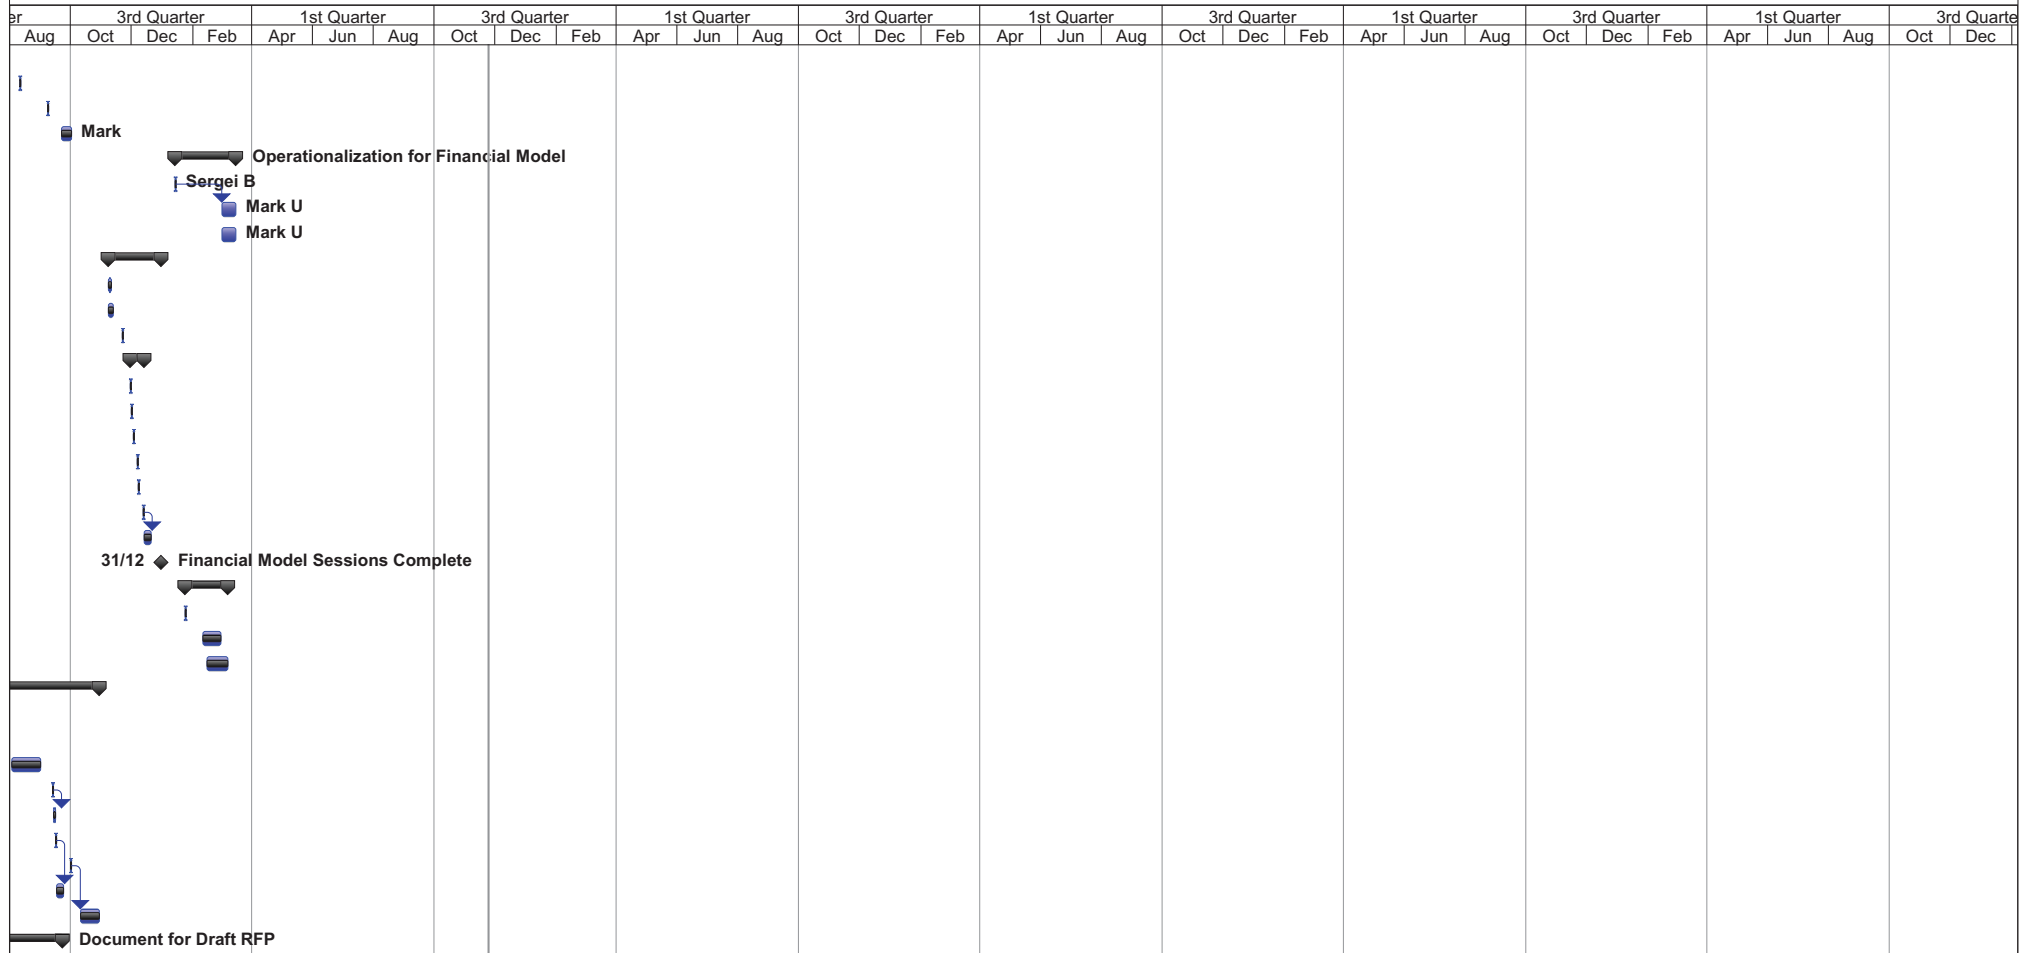 er 3rd Quarter 1st Quarter 3rd Quarter 1st Quarter 3rd Quarter 1st Quarter 3rd Quarter 1st Quarter 3rd Quarter 1st Quarter 3rd Quarte
Aug Oct Dec Feb Apr Jun Aug Oct Dec Feb Apr Jun Aug Oct Dec Feb Apr Jun Aug Oct Dec Feb Apr Jun Aug Oct Dec Feb Apr Jun Aug Oct Dec
Mark
Operationalization for Financial Model
Sergei B
Mark U
Mark U
31/12 Financial Model Sessions Complete
Document for Draft RFP